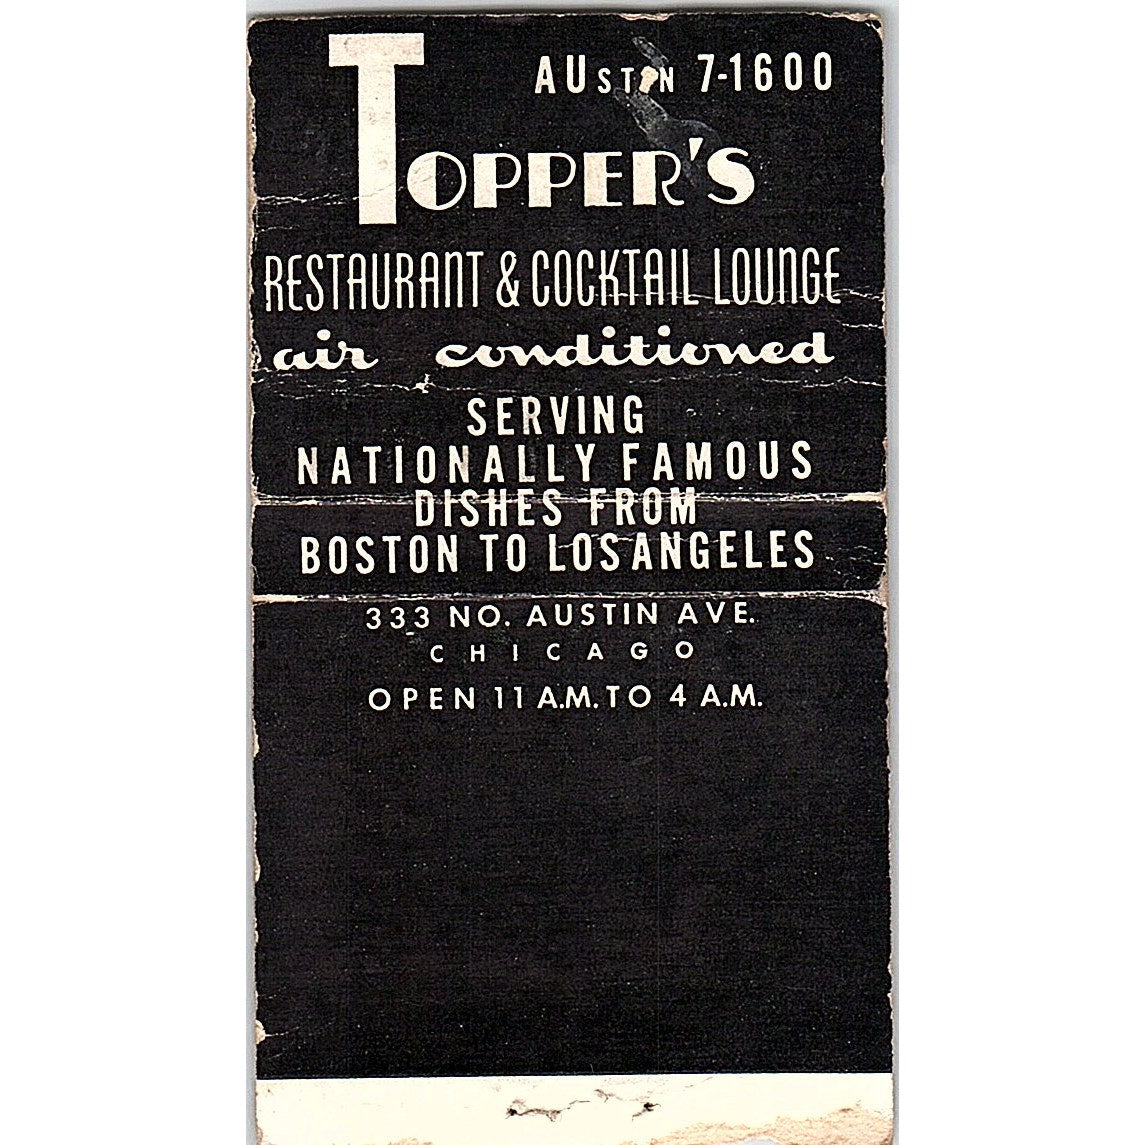 AUSTIN 7-1600
TOPPER'S
RESTAURANT & COCKTAIL LOUNGE
air conditioned
SERVING
NATIONALLY FAMOUS
DISHES FROM
BOSTON TO LOS ANGELES
333 NO. AUSTIN AVE.
CHICAGO
OPEN 11 A.M. TO 4 A.M.